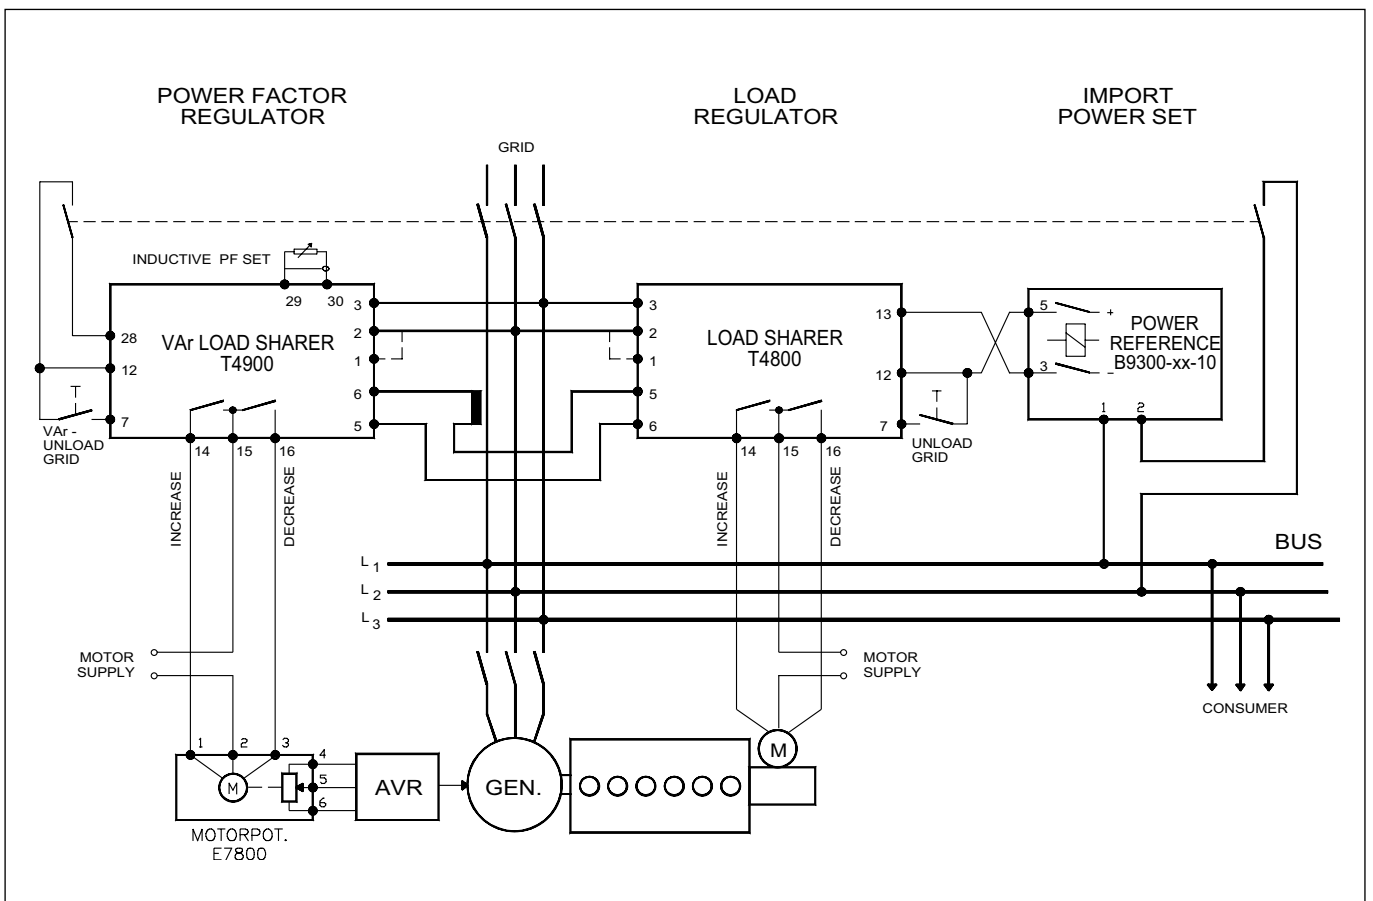 POWER FACTOR
REGULATOR
LOAD
REGULATOR
IMPORT
POWER SET
GRID
INDUCTIVE PF SET
29
30
3
2
1
6
5
28
12
7
VAr LOAD SHARER
T4900
VAr -
UNLOAD
GRID
14
15
16
INCREASE
DECREASE
3
2
1
5
6
LOAD SHARER
T4800
13
12
7
UNLOAD
GRID
14
15
16
INCREASE
DECREASE
5
+
3
–
POWER
REFERENCE
B9300-xx-10
1
2
BUS
L 1
L 2
L 3
MOTOR
SUPPLY
MOTOR
SUPPLY
CONSUMER
1
2
3
4
5
6
M
MOTORPOT.
E7800
AVR
GEN.
M